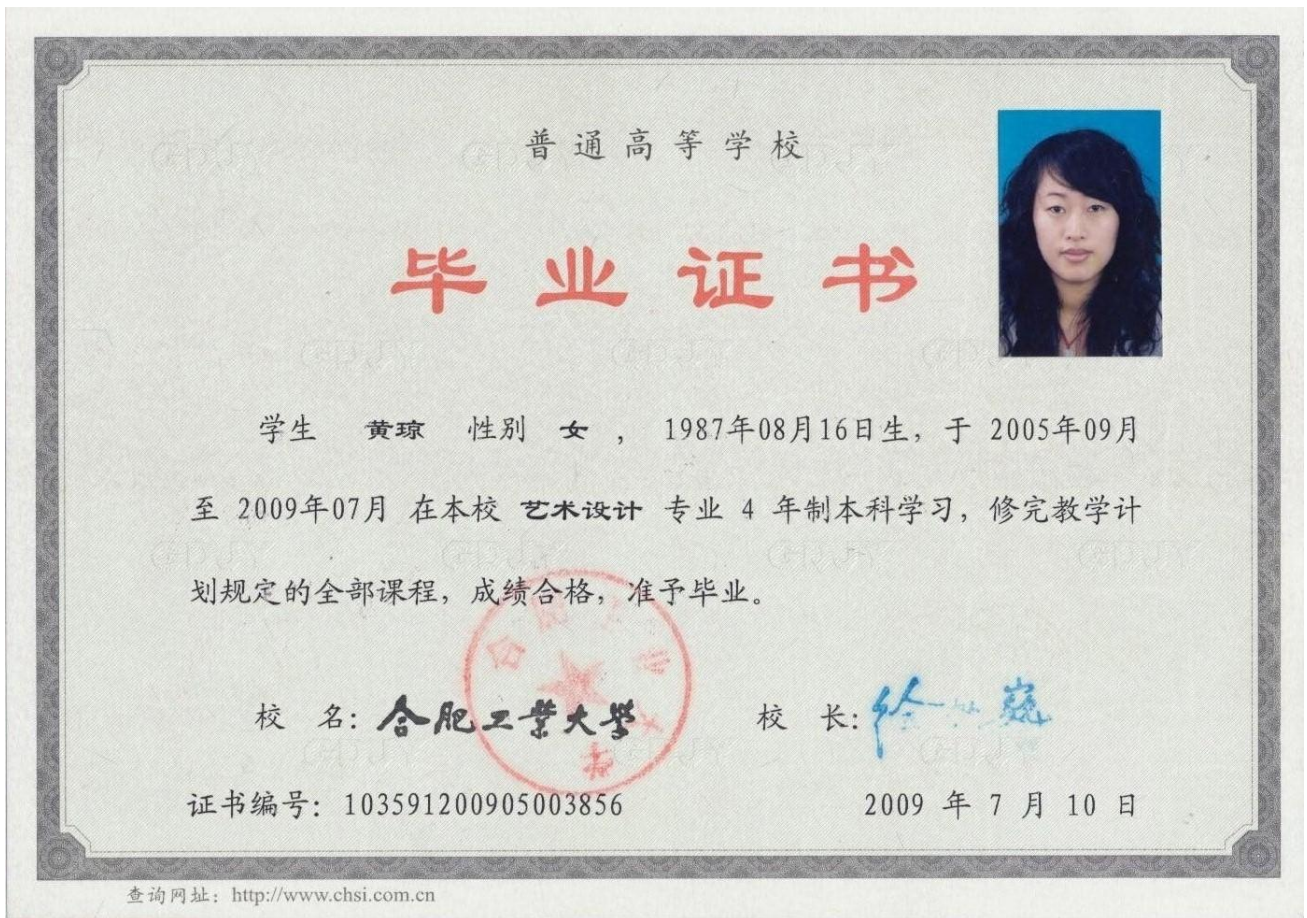 普通高等学校
毕业证书
学生 黄琼 性别 女 , 1987年08月16日生, 于 2005年09月
至 2009年07月 在本校 艺术设计 专业 4 年制本科学习, 修完教学计
划规定的全部课程, 成绩合格, 准予毕业。
校 名: 合肥工業大學
校 长:
证书编号: 103591200905003856
2009 年 7 月 10 日
查询网址: http://www.chsi.com.cn